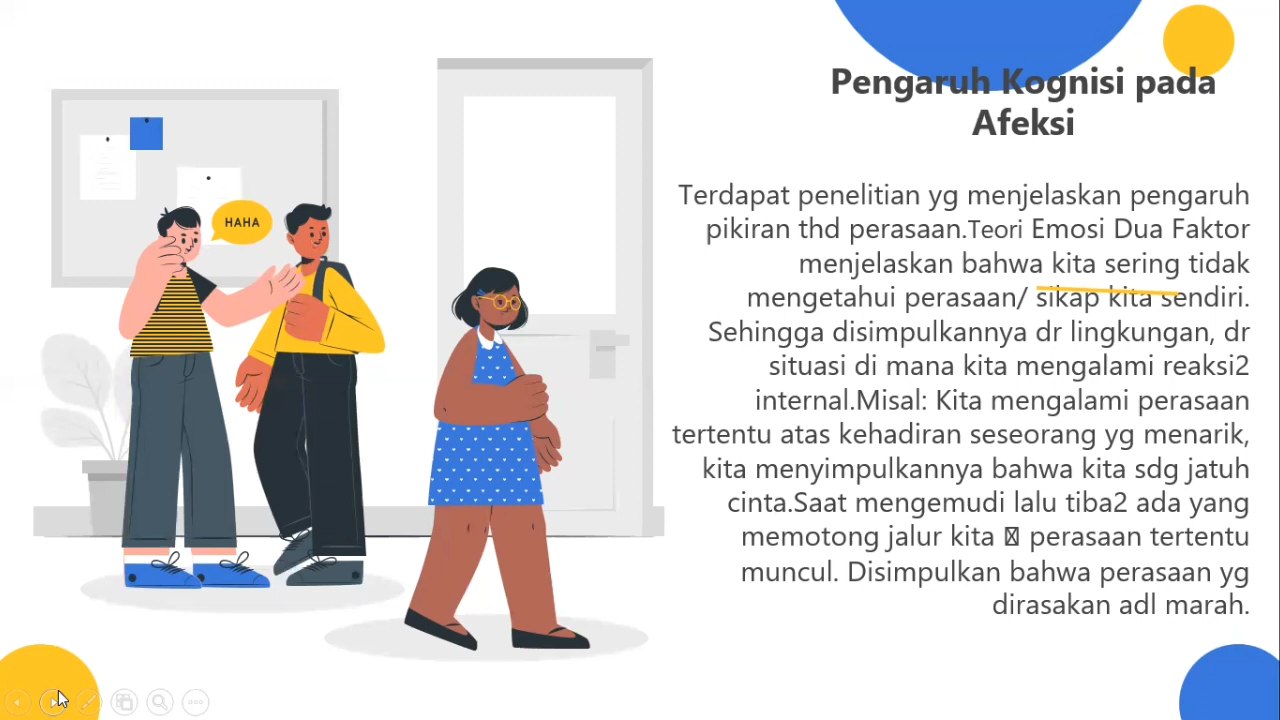 Pengaruh Kognisi pada
Afeksi
HAHA
Terdapat penelitian yg menjelaskan pengaruh
pikiran thd perasaan.Teori Emosi Dua Faktor
menjelaskan bahwa kita sering tidak
mengetahui perasaan/ sikap kita sendiri.
Sehingga disimpulkannya dr lingkungan, dr
situasi di mana kita mengalami reaksi2
internal.Misal: Kita mengalami perasaan
tertentu atas kehadiran seseorang yg menarik,
kita menyimpulkannya bahwa kita sdg jatuh
cinta.Saat mengemudi lalu tiba2 ada yang
memotong jalur kita perasaan tertentu
muncul. Disimpulkan bahwa perasaan yg
dirasakan adl marah.